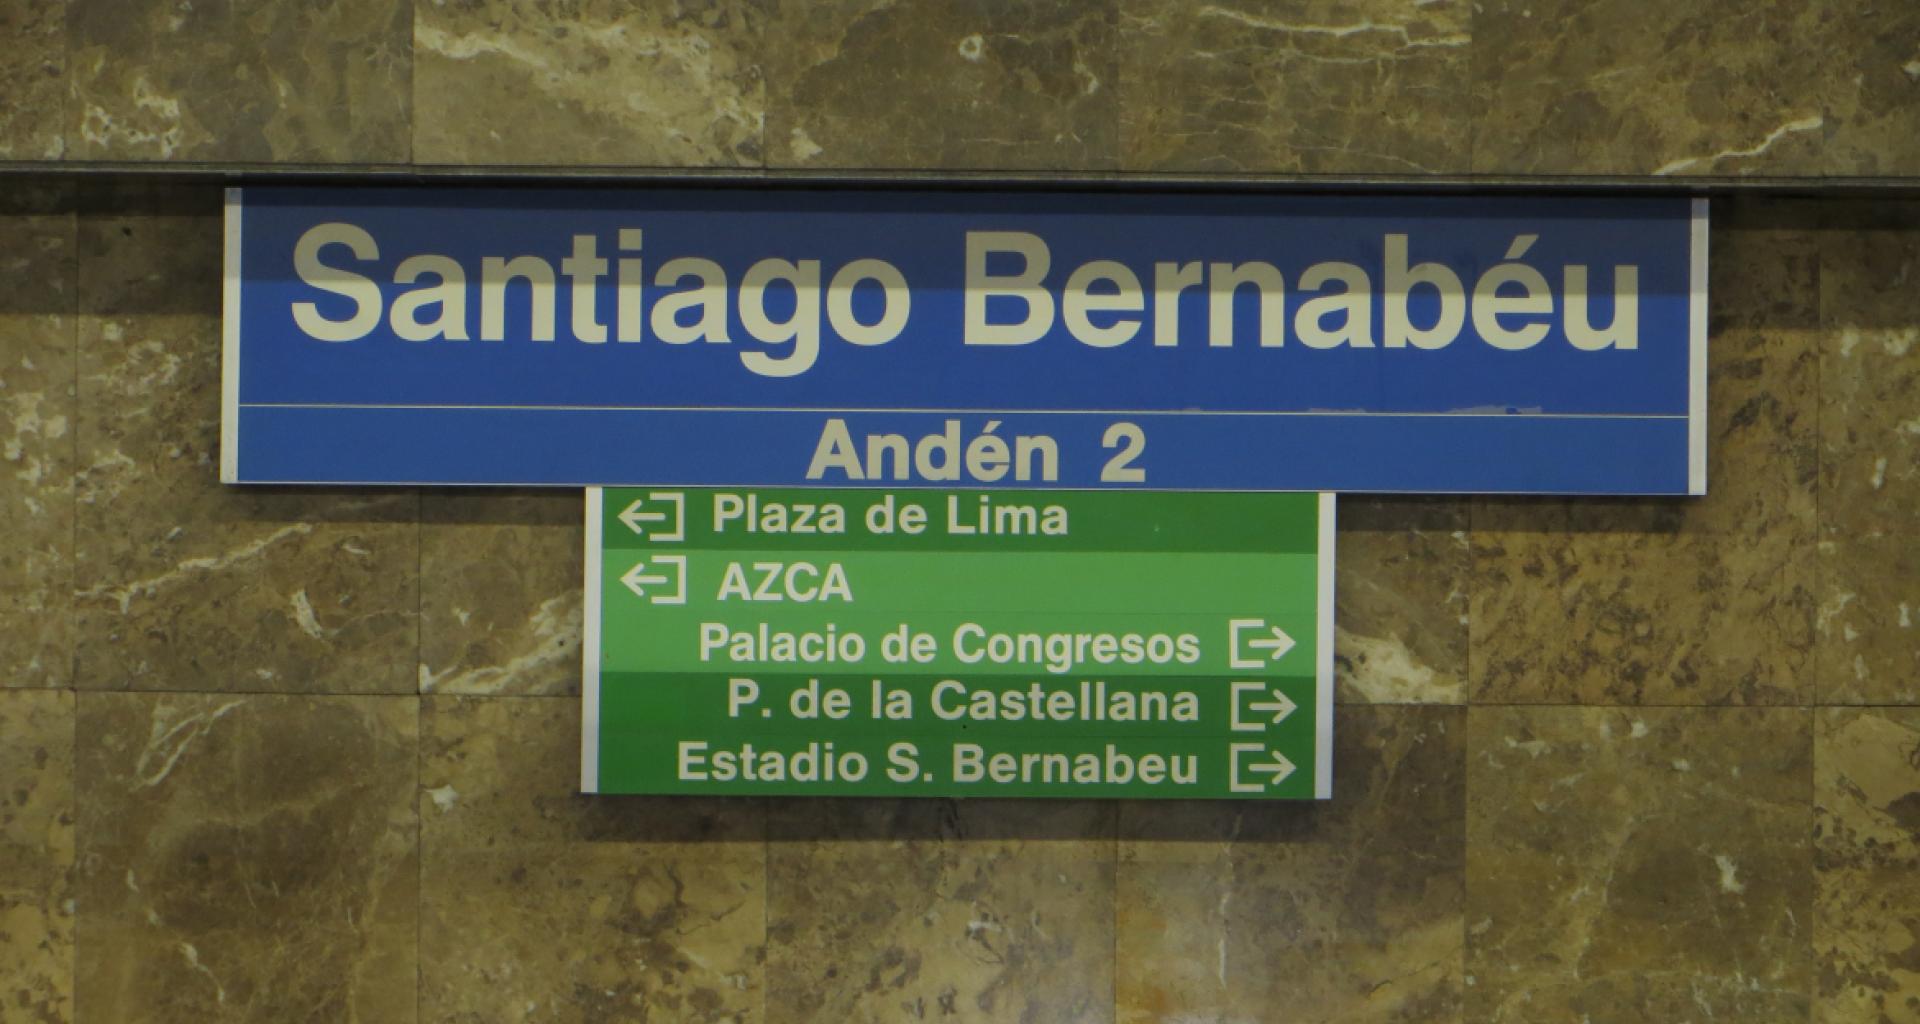 Santiago Bernabéu
Andén 2
Plaza de Lima
AZCA
Palacio de Congresos
P. de la Castellana
Estadio S. Bernabeu